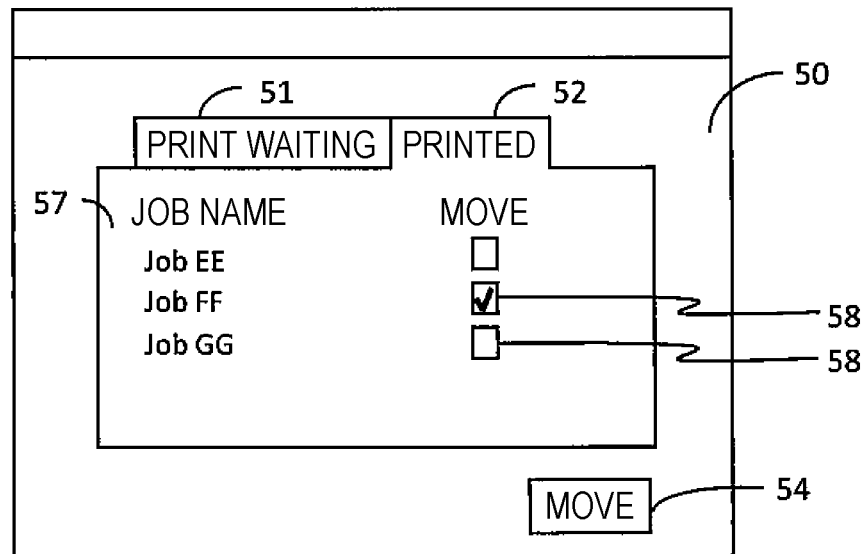 50
51 52
PRINT WAITING PRINTED
57
JOB NAME MOVE
Job EE
Job FF
58
Job GG
58
MOVE
54